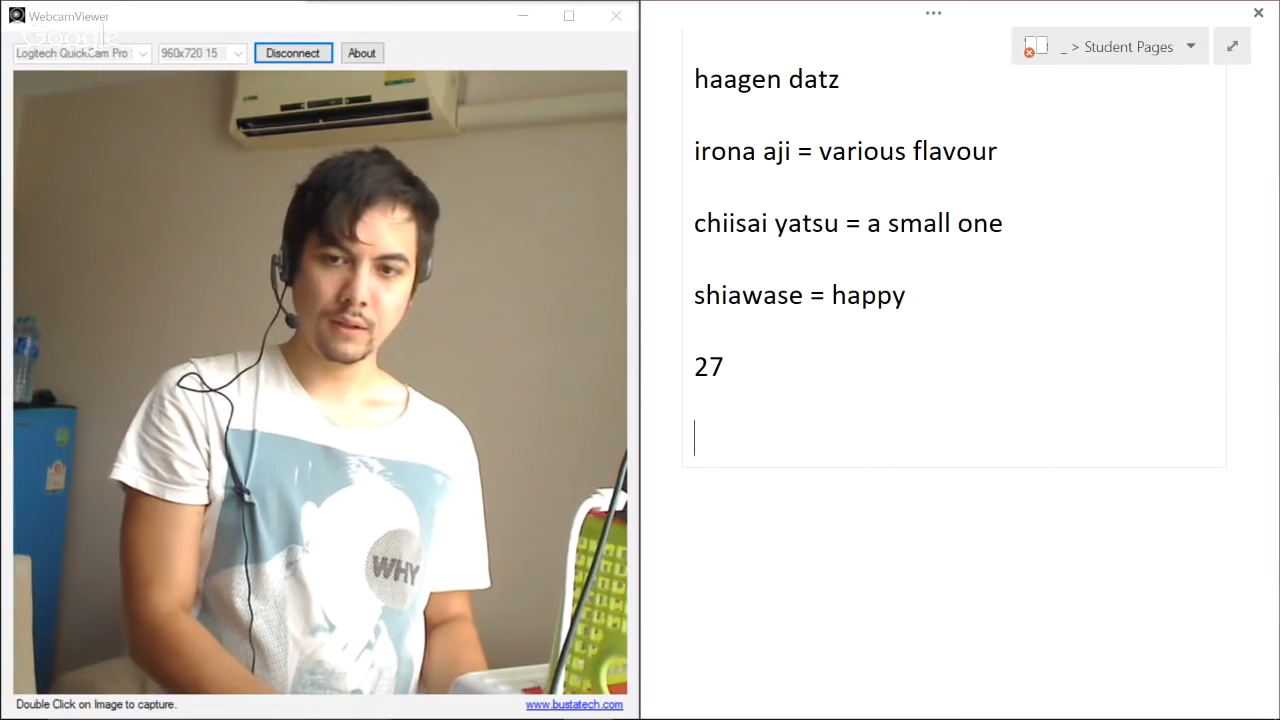 WebcamViewer
Google
Logitech QuickCam Pro
960x720 15
Disconnect
About
WHY
Double Click on Image to capture.
www.bustatech.com
_ > Student Pages
haagen datz
irona aji = various flavour
chiisai yatsu = a small one
shiawase = happy
27